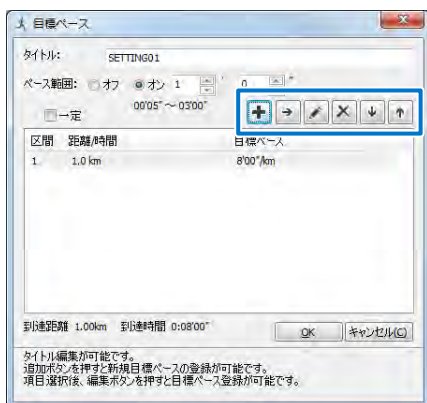 目標ペース
タイトル: SETTING01
ペース範囲: オフ オン 1 ' 0 "
一定 00'05"～03'00"
区間 距離/時間 目標ペース
1 1.0 km 8'00"/km
到達距離 1.00km 到達時間 0:08'00"
OK キャンセル(C)
タイトル編集が可能です。
追加ボタンを押すと新規目標ペースの登録が可能です。
項目選択後、編集ボタンを押すと目標ペース登録が可能です。